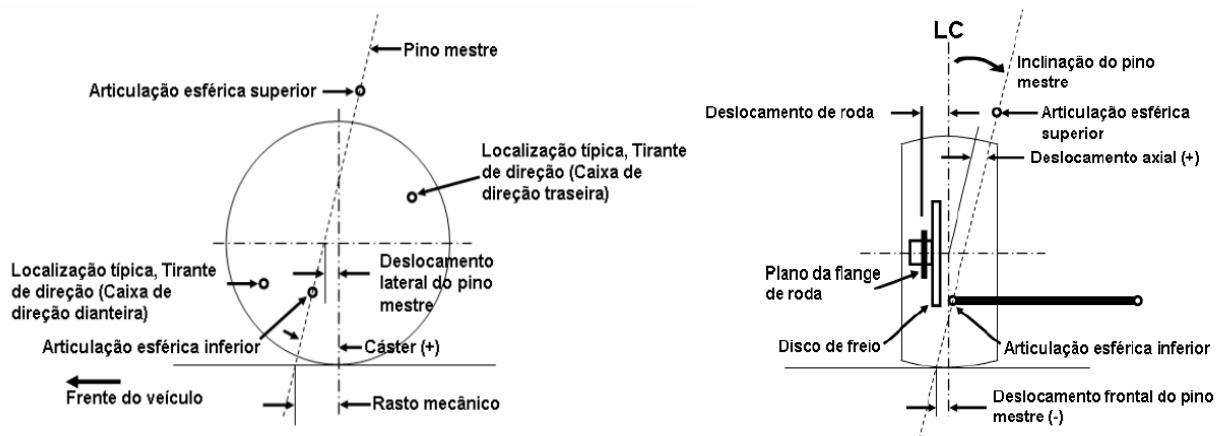 Pino mestre
Articulação esférica superior
Localização típica, Tirante
de direção (Caixa de
direção traseira)
Localização típica, Tirante
de direção (Caixa de
direção dianteira)
Deslocamento
lateral do pino
mestre
Articulação esférica inferior
Cáster (+)
Frente do veículo
Rasto mecânico
LC
Inclinação do pino
mestre
Deslocamento de roda
Articulação esférica
superior
Deslocamento axial (+)
Plano da flange
de roda
Disco de freio
Articulação esférica inferior
Deslocamento frontal do pino
mestre (-)